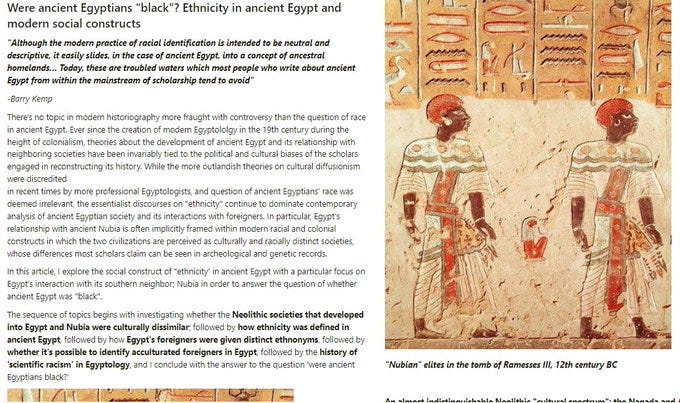 Were ancient Egyptians "black"? Ethnicity in ancient Egypt and
modern social constructs
"Although the modern practice of racial identification is intended to be neutral and
descriptive, it easily slides, in the case of ancient Egypt, into a concept of ancestral
homelands... Today, these are troubled waters which most people who write about ancient
Egypt from within the mainstream of scholarship tend to avoid"
-Barry Kemp
There's no topic in modern historiography more fraught with controversy than the question of race
in ancient Egypt. Ever since the creation of modern Egyptololgy in the 19th century during the
height of colonialism, theories about the development of ancient Egypt and its relationship with
neighboring societies have been invariably tied to the political and cultural biases of the scholars
engaged in reconstructing its history. While the more outlandish theories on cultural diffusionism
were discredited
in recent times by more professional Egyptologists, and question of ancient Egyptians' race was
deemed irrelevant, the essentialist discourses on "ethnicity" continue to dominate contemporary
analysis of ancient Egyptian society and its interactions with foreigners. In particular, Egypt's
relationship with ancient Nubia is often implicitly framed within modern racial and colonial
constructs in which the two civilizations are perceived as culturally and racially distinct societies,
whose differences most scholars claim can be seen in archeological and genetic records.
In this article, I explore the social construct of "ethnicity' in ancient Egypt with a particular focus on
Egypt's interaction with its southern neighbor; Nubia in order to answer the question of whether
ancient Egypt was "black".
The sequence of topics begins with investigating whether the Neolithic societies that developed
into Egypt and Nubia were culturally dissimilar; followed by how ethnicity was defined in
ancient Egypt, followed by how Egypt's foreigners were given distinct ethnonyms, followed by
whether it's possible to identify acculturated foreigners in Egypt, followed by the history of
'scientific racism' in Egyptology, and I conclude with the answer to the question 'were ancient
Egyptians black?'
"Nubian" elites in the tomb of Ramesses III, 12th century BC
An almost indistinguishable Neolithic "cultural spectrum": the Nagada and